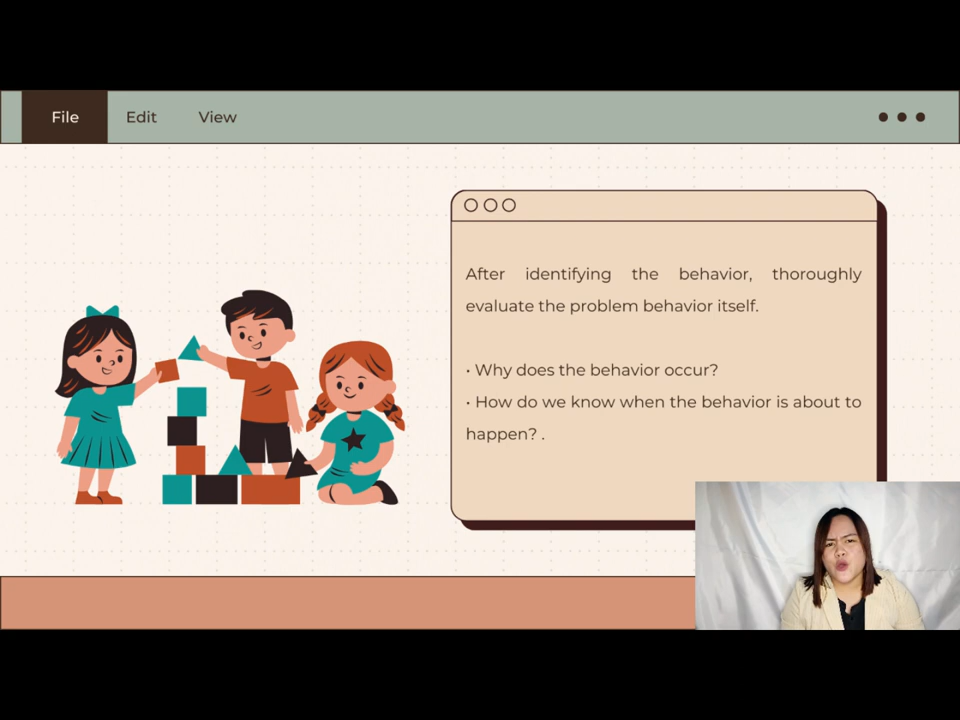 File Edit View
After identifying the behavior, thoroughly
evaluate the problem behavior itself.
• Why does the behavior occur?
• How do we know when the behavior is about to
happen? .